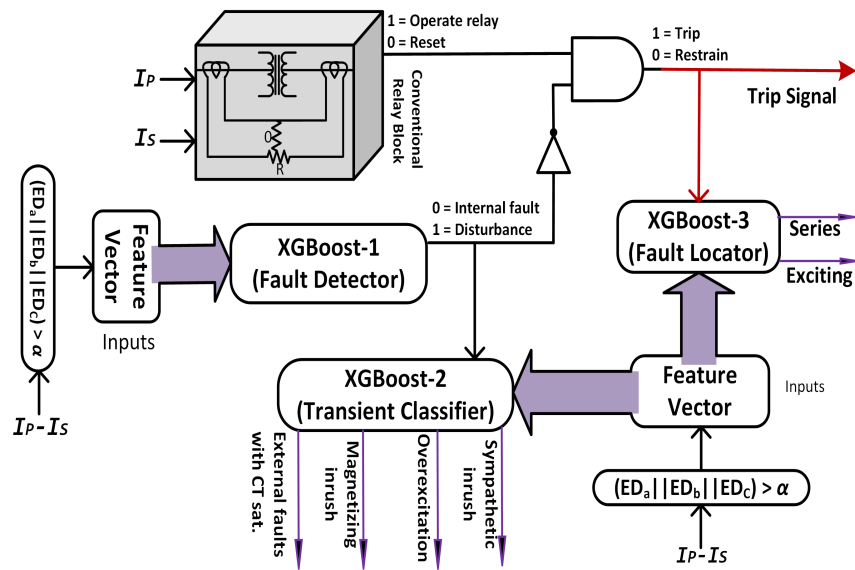 1 = Operate relay
0 = Reset
IP
IS
O
R
Conventional
Relay Block
1 = Trip
0 = Restrain
Trip Signal
(EDa||EDb||EDc) > α
IP-IS
Feature
Vector
Inputs
XGBoost-1
(Fault Detector)
0 = Internal fault
1 = Disturbance
XGBoost-3
(Fault Locator)
Series
Exciting
XGBoost-2
(Transient Classifier)
Feature
Vector
Inputs
External faults
with CT sat.
Magnetizing
inrush
Overexcitation
Sympathetic
inrush
(EDa||EDb||EDc) > α
IP-IS